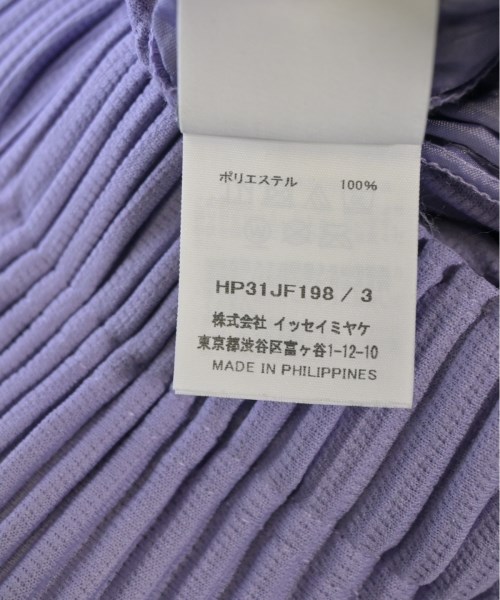 ポリエステル 100%
HP31JF198 / 3
株式会社 イッセイミヤケ
東京都渋谷区富ヶ谷1-12-10
MADE IN PHILIPPINES